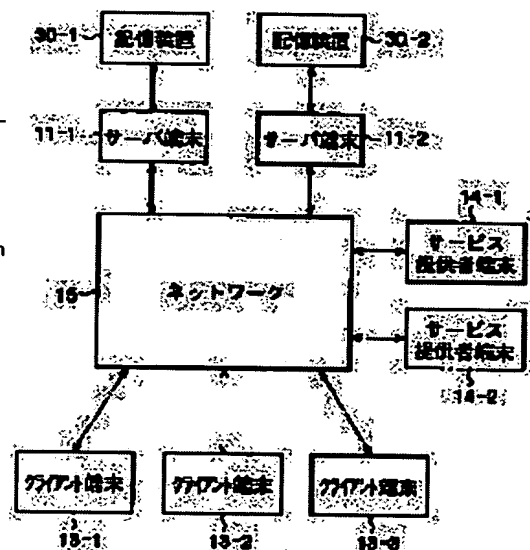 30-1
記憶装置
記憶装置
30-2
11-1
サーバ端末
サーバ端末
11-2
14-1
サービス
提供者端末
15
ネットワーク
サービス
提供者端末
14-2
クライアント端末
クライアント端末
クライアント端末
13-1
13-2
13-3